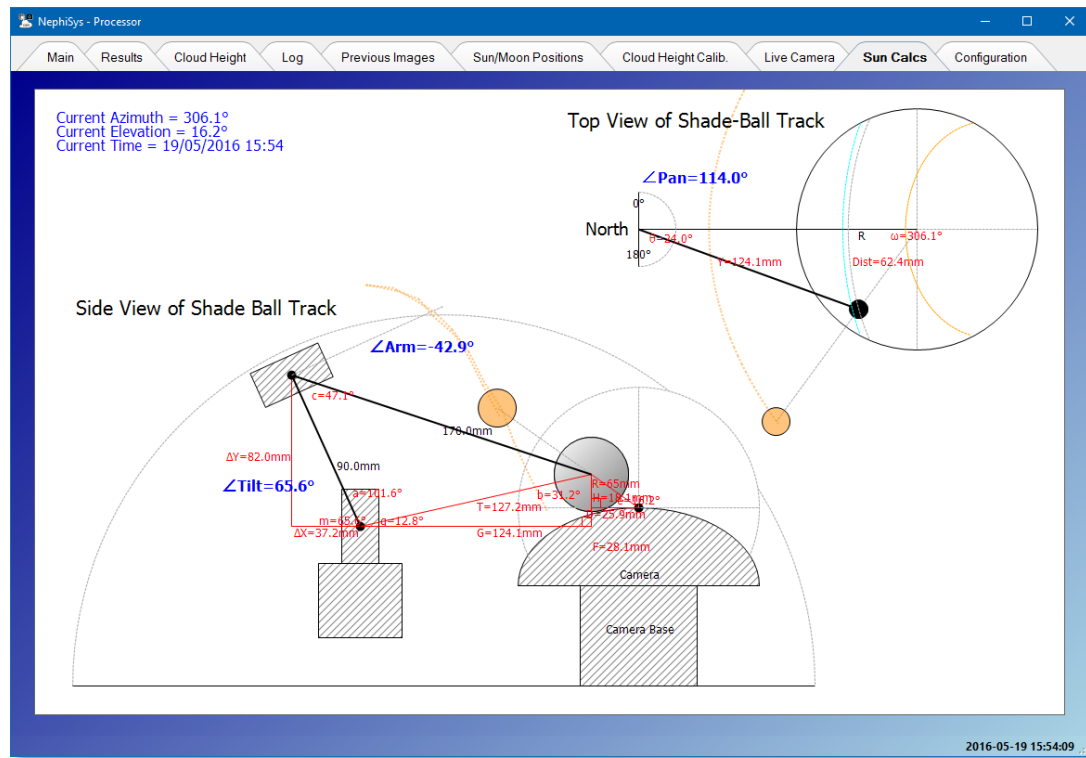 NephiSys - Processor
Main Results Cloud Height Log Previous Images Sun/Moon Positions Cloud Height Calib. Live Camera Sun Calcs Configuration
Current Azimuth = 306.1°
Current Elevation = 16.2°
Current Time = 19/05/2016 15:54
Top View of Shade-Ball Track
∠Pan=114.0°
0°
North
θ=24.0°
180°
Y=124.1mm
R
ω=306.1°
Dist=62.4mm
Side View of Shade Ball Track
∠Arm=-42.9°
c=47.1°
170.0mm
ΔY=82.0mm
90.0mm
∠Tilt=65.6°
a=101.6°
b=31.2°
R=65mm
H=18.1mm
T=127.2mm
D=25.9mm
q=12.8°
ΔX=37.2mm
G=124.1mm
F=28.1mm
Camera
Camera Base
2016-05-19 15:54:09